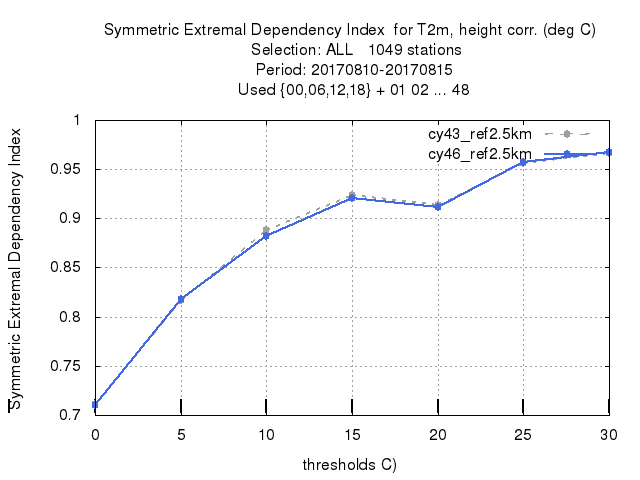 Symmetric Extremal Dependency Index  for T2m, height corr. (deg C)
Selection: ALL   1049 stations
Period: 20170810-20170815
Used {00,06,12,18} + 01 02 ... 48
Symmetric Extremal Dependency Index
1
0.95
0.9
0.85
0.8
0.75
0.7
cy43_ref2.5km
cy46_ref2.5km
0 5 10 15 20 25 30
thresholds C)